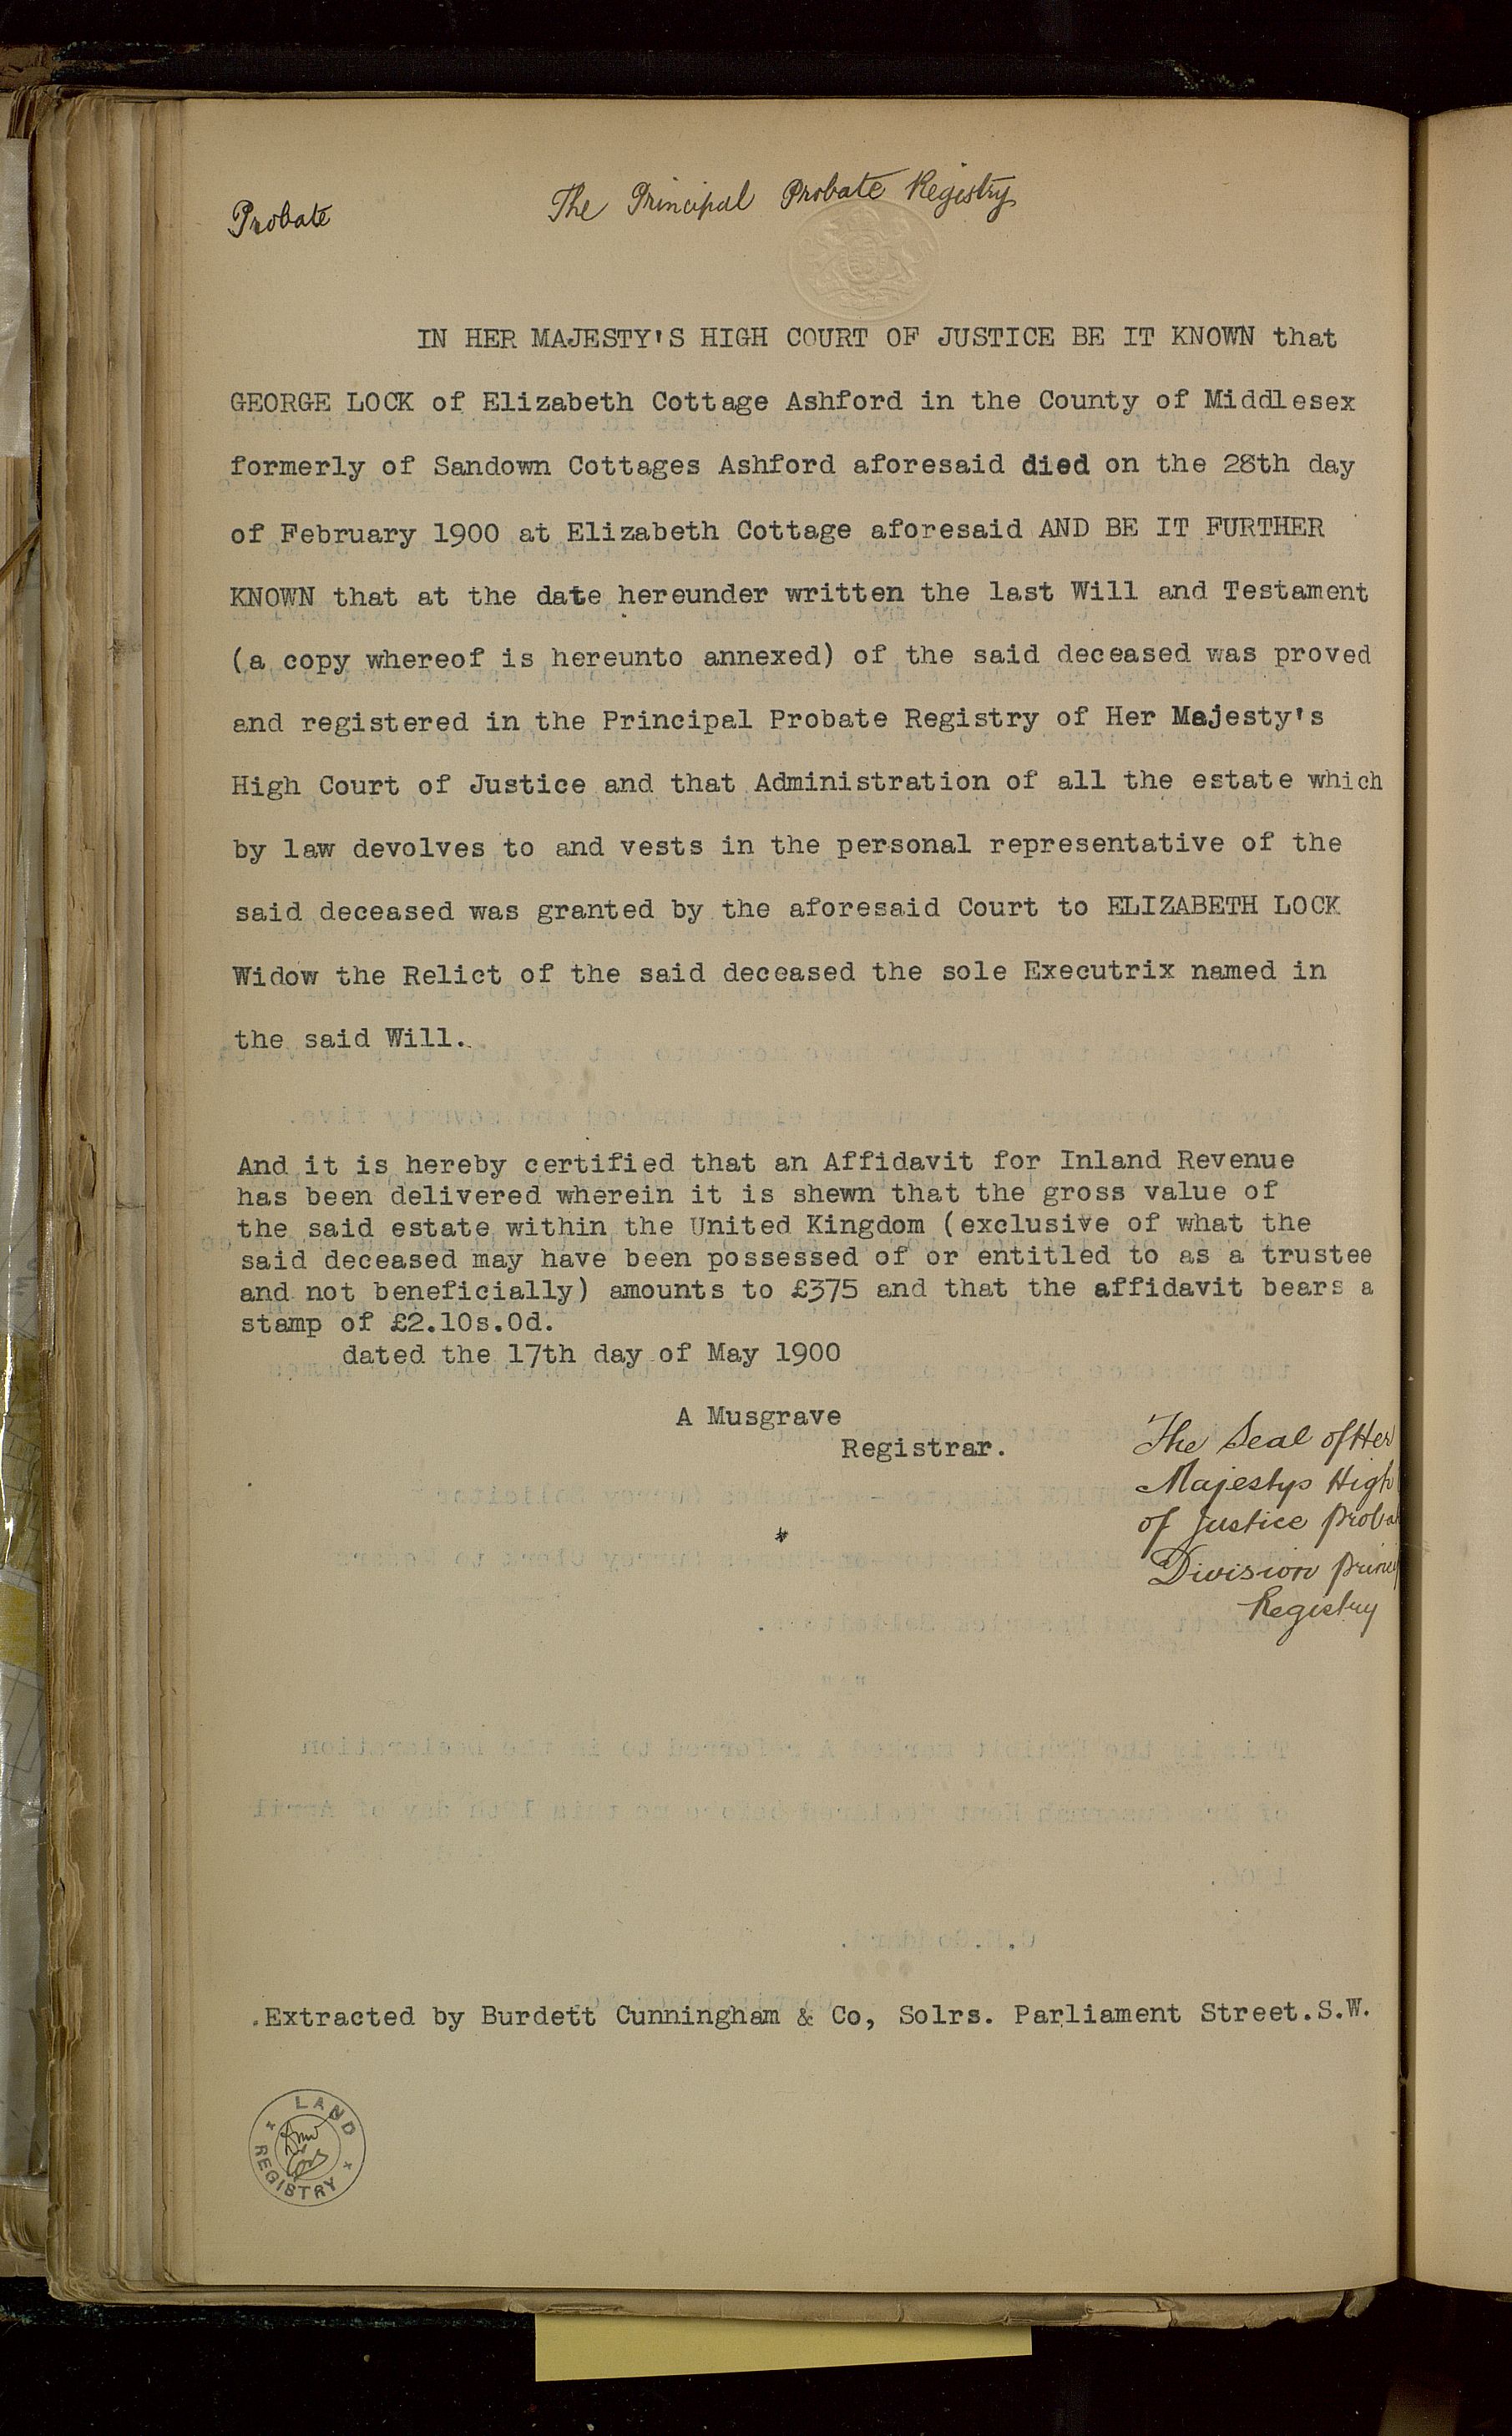 Probate
The Principal Probate Registry
IN HER MAJESTY'S HIGH COURT OF JUSTICE BE IT KNOWN that
GEORGE LOCK of Elizabeth Cottage Ashford in the County of Middlesex
formerly of Sandown Cottages Ashford aforesaid died on the 28th day
of February 1900 at Elizabeth Cottage aforesaid AND BE IT FURTHER
KNOWN that at the date hereunder written the last Will and Testament
(a copy whereof is hereunto annexed) of the said deceased was proved
and registered in the Principal Probate Registry of Her Majesty's
High Court of Justice and that Administration of all the estate which
by law devolves to and vests in the personal representative of the
said deceased was granted by the aforesaid Court to ELIZABETH LOCK
Widow the Relict of the said deceased the sole Executrix named in
the said Will.
And it is hereby certified that an Affidavit for Inland Revenue
has been delivered wherein it is shewn that the gross value of
the said estate within the United Kingdom (exclusive of what the
said deceased may have been possessed of or entitled to as a trustee
and not beneficially) amounts to £375 and that the affidavit bears a
stamp of £2.10s.0d.
dated the 17th day of May 1900
A Musgrave
Registrar.
The Seal of Her
Majestys High
of Justice Proba
Division Princ
Registry
.Extracted by Burdett Cunningham & Co, Solrs. Parliament Street.S.W.
LAND
REGISTRY